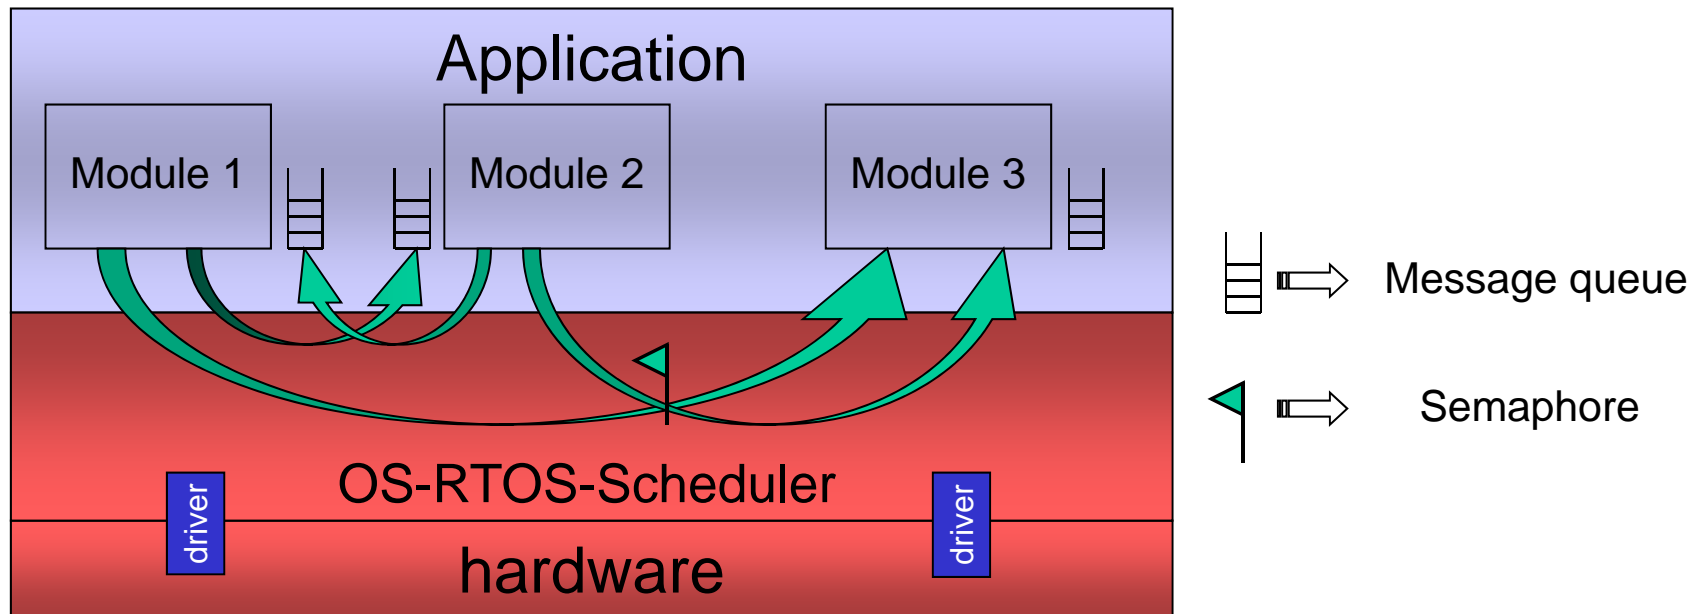 Application
Module 1
Module 2
Module 3
Message queue
Semaphore
OS-RTOS-Scheduler
driver
driver
hardware